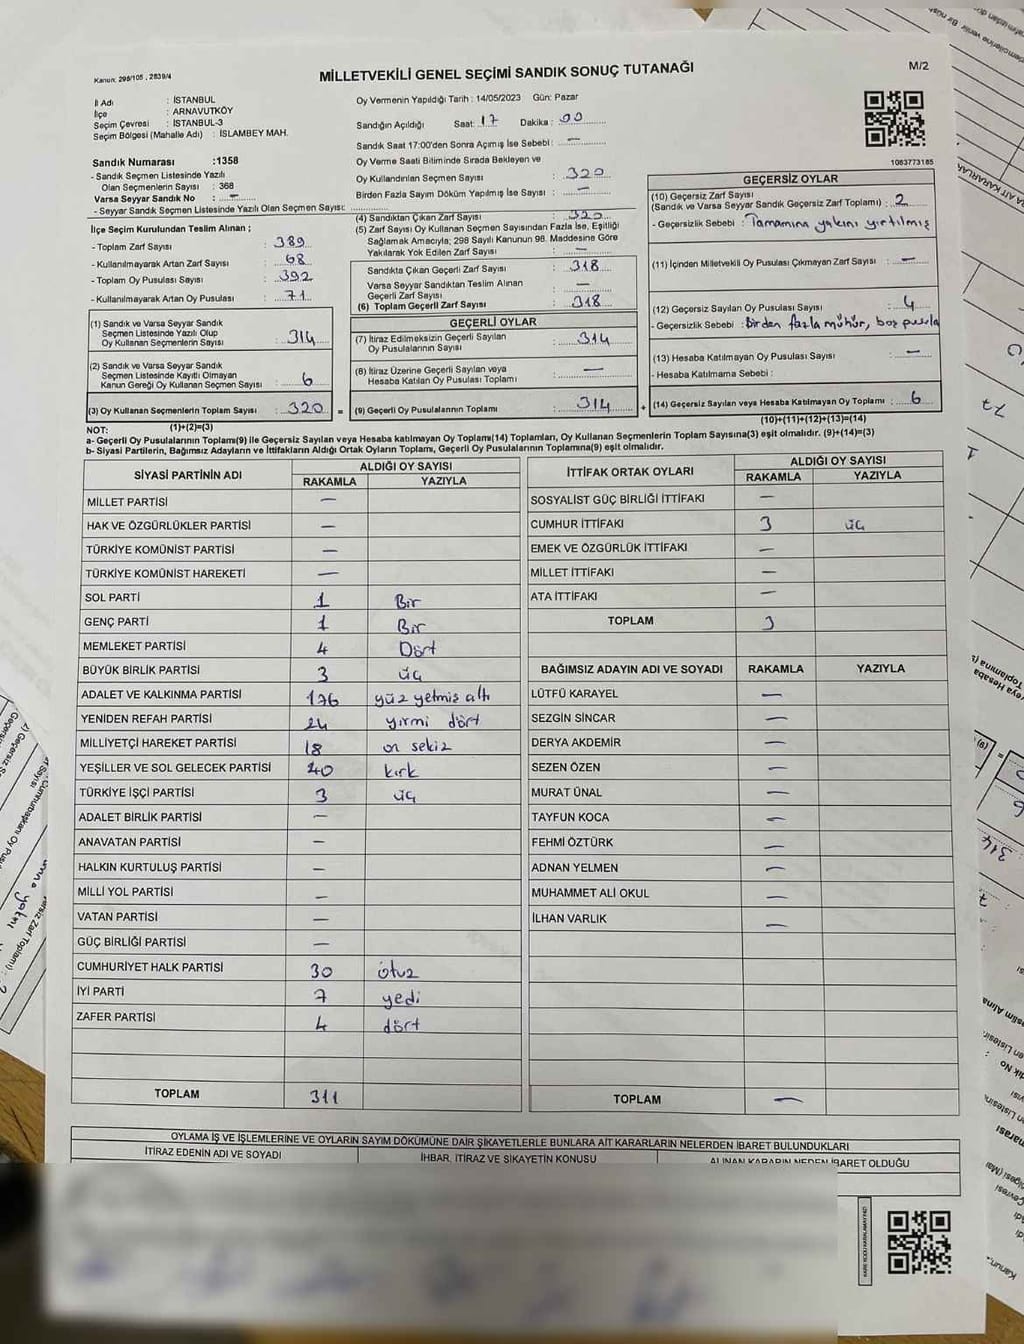 Kanun: 298/105 , 2839/4
MİLLETVEKİLİ GENEL SEÇİMİ SANDIK SONUÇ TUTANAĞI
M/2
İl Adı : İSTANBUL
İlçe : ARNAVUTKÖY
Seçim Çevresi : İSTANBUL-3
Seçim Bölgesi (Mahalle Adı) : İSLAMBEY MAH.
Oy Vermenin Yapıldığı Tarih : 14/05/2023 Gün: Pazar
Sandığın Açıldığı Saat: 17 Dakika : 00
Sandık Saat 17:00'den Sonra Açımış İse Sebebi : —
1083773185
Sandık Numarası :1358
- Sandık Seçmen Listesinde Yazılı
Olan Seçmenlerin Sayısı : 368
Varsa Seyyar Sandık No : —
- Seyyar Sandık Seçmen Listesinde Yazılı Olan Seçmen Sayısı:
Oy Verme Saati Bitiminde Sırada Bekleyen ve
Oy Kullandırılan Seçmen Sayısı : 320
Birden Fazla Sayım Döküm Yapılmış İse Sayısı : —
İlçe Seçim Kurulundan Teslim Alınan ;
- Toplam Zarf Sayısı : 389
- Kullanılmayarak Artan Zarf Sayısı : 68
- Toplam Oy Pusulası Sayısı : 392
- Kullanılmayarak Artan Oy Pusulası : 71
(4) Sandıktan Çıkan Zarf Sayısı : 320
(5) Zarf Sayısı Oy Kullanan Seçmen Sayısından Fazla İse, Eşitliği
Sağlamak Amacıyla; 298 Sayılı Kanunun 98. Maddesine Göre
Yakılarak Yok Edilen Zarf Sayısı : —
Sandıkta Çıkan Geçerli Zarf Sayısı : 318
Varsa Seyyar Sandıktan Teslim Alınan
Geçerli Zarf Sayısı : —
(6) Toplam Geçerli Zarf Sayısı : 318
GEÇERSİZ OYLAR
(10) Geçersiz Zarf Sayısı
(Sandık ve Varsa Seyyar Sandık Geçersiz Zarf Toplamı) : 2
- Geçersizlik Sebebi : Tamamına yakını yırtılmış
(11) İçinden Milletvekili Oy Pusulası Çıkmayan Zarf Sayısı : —
(12) Geçersiz Sayılan Oy Pusulası Sayısı : 4
- Geçersizlik Sebebi : Birden fazla mühür, boş pusula
(13) Hesaba Katılmayan Oy Pusulası Sayısı : —
- Hesaba Katılmama Sebebi :
(14) Geçersiz Sayılan veya Hesaba Katılmayan Oy Toplamı : 6
(10)+(11)+(12)+(13)=(14)
(1) Sandık ve Varsa Seyyar Sandık
Seçmen Listesinde Yazılı Olup
Oy Kullanan Seçmenlerin Sayısı : 314
(2) Sandık ve Varsa Seyyar Sandık
Seçmen Listesinde Kayıtlı Olmayan
Kanun Gereği Oy Kullanan Seçmen Sayısı : 6
(3) Oy Kullanan Seçmenlerin Toplam Sayısı : 320 =
(1)+(2)=(3)
GEÇERLİ OYLAR
(7) İtiraz Edilmeksizin Geçerli Sayılan
Oy Pusulalarının Sayısı : 314
(8) İtiraz Üzerine Geçerli Sayılan veya
Hesaba Katılan Oy Pusulası Toplamı : —
(9) Geçerli Oy Pusulalarının Toplamı : 314 +
NOT:
a- Geçerli Oy Pusulalarının Toplamı(9) ile Geçersiz Sayılan veya Hesaba katılmayan Oy Toplamı(14) Toplamları, Oy Kullanan Seçmenlerin Toplam Sayısına(3) eşit olmalıdır. (9)+(14)=(3)
b- Siyasi Partilerin, Bağımsız Adayların ve İttifakların Aldığı Ortak Oyların Toplamı, Geçerli Oy Pusulalarının Toplamına(9) eşit olmalıdır.
SİYASİ PARTİNİN ADI ALDIĞI OY SAYISI
RAKAMLA YAZIYLA
MİLLET PARTİSİ —
HAK VE ÖZGÜRLÜKLER PARTİSİ —
TÜRKİYE KOMÜNİST PARTİSİ —
TÜRKİYE KOMÜNİST HAREKETİ —
SOL PARTİ 1 Bir
GENÇ PARTİ 1 Bir
MEMLEKET PARTİSİ 4 Dört
BÜYÜK BİRLİK PARTİSİ 3 üç
ADALET VE KALKINMA PARTİSİ 176 yüz yetmiş altı
YENİDEN REFAH PARTİSİ 24 yirmi dört
MİLLİYETÇİ HAREKET PARTİSİ 18 on sekiz
YEŞİLLER VE SOL GELECEK PARTİSİ 40 kırk
TÜRKİYE İŞÇİ PARTİSİ 3 üç
ADALET BİRLİK PARTİSİ —
ANAVATAN PARTİSİ —
HALKIN KURTULUŞ PARTİSİ —
MİLLİ YOL PARTİSİ —
VATAN PARTİSİ —
GÜÇ BİRLİĞİ PARTİSİ —
CUMHURİYET HALK PARTİSİ 30 otuz
İYİ PARTİ 7 yedi
ZAFER PARTİSİ 4 dört
TOPLAM 311
İTTİFAK ORTAK OYLARI ALDIĞI OY SAYISI
RAKAMLA YAZIYLA
SOSYALİST GÜÇ BİRLİĞİ İTTİFAKI —
CUMHUR İTTİFAKI 3 üç
EMEK VE ÖZGÜRLÜK İTTİFAKI —
MİLLET İTTİFAKI —
ATA İTTİFAKI —
TOPLAM 3
BAĞIMSIZ ADAYIN ADI VE SOYADI RAKAMLA YAZIYLA
LÜTFÜ KARAYEL —
SEZGİN SİNCAR —
DERYA AKDEMİR —
SEZEN ÖZEN —
MURAT ÜNAL —
TAYFUN KOCA —
FEHMİ ÖZTÜRK —
ADNAN YELMEN —
MUHAMMET ALİ OKUL —
İLHAN VARLIK —
TOPLAM —
OYLAMA İŞ VE İŞLEMLERİNE VE OYLARIN SAYIM DÖKÜMÜNE DAİR ŞİKAYETLERLE BUNLARA AİT KARARLARIN NELERDEN İBARET BULUNDUKLARI
İTİRAZ EDENİN ADI VE SOYADI İHBAR, İTİRAZ VE ŞİKAYETİN KONUSU ALINAN KARARIN NEDEN İBARET OLDUĞU